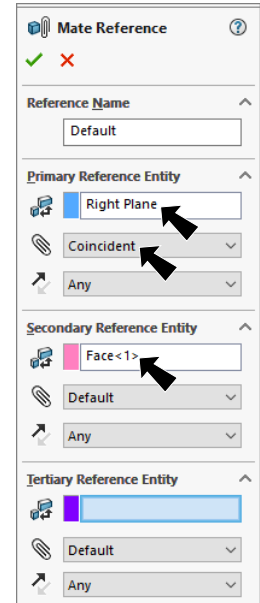 Mate Reference
Reference Name
Default
Primary Reference Entity
Right Plane
Coincident
Any
Secondary Reference Entity
Face<1>
Default
Any
Tertiary Reference Entity
Default
Any